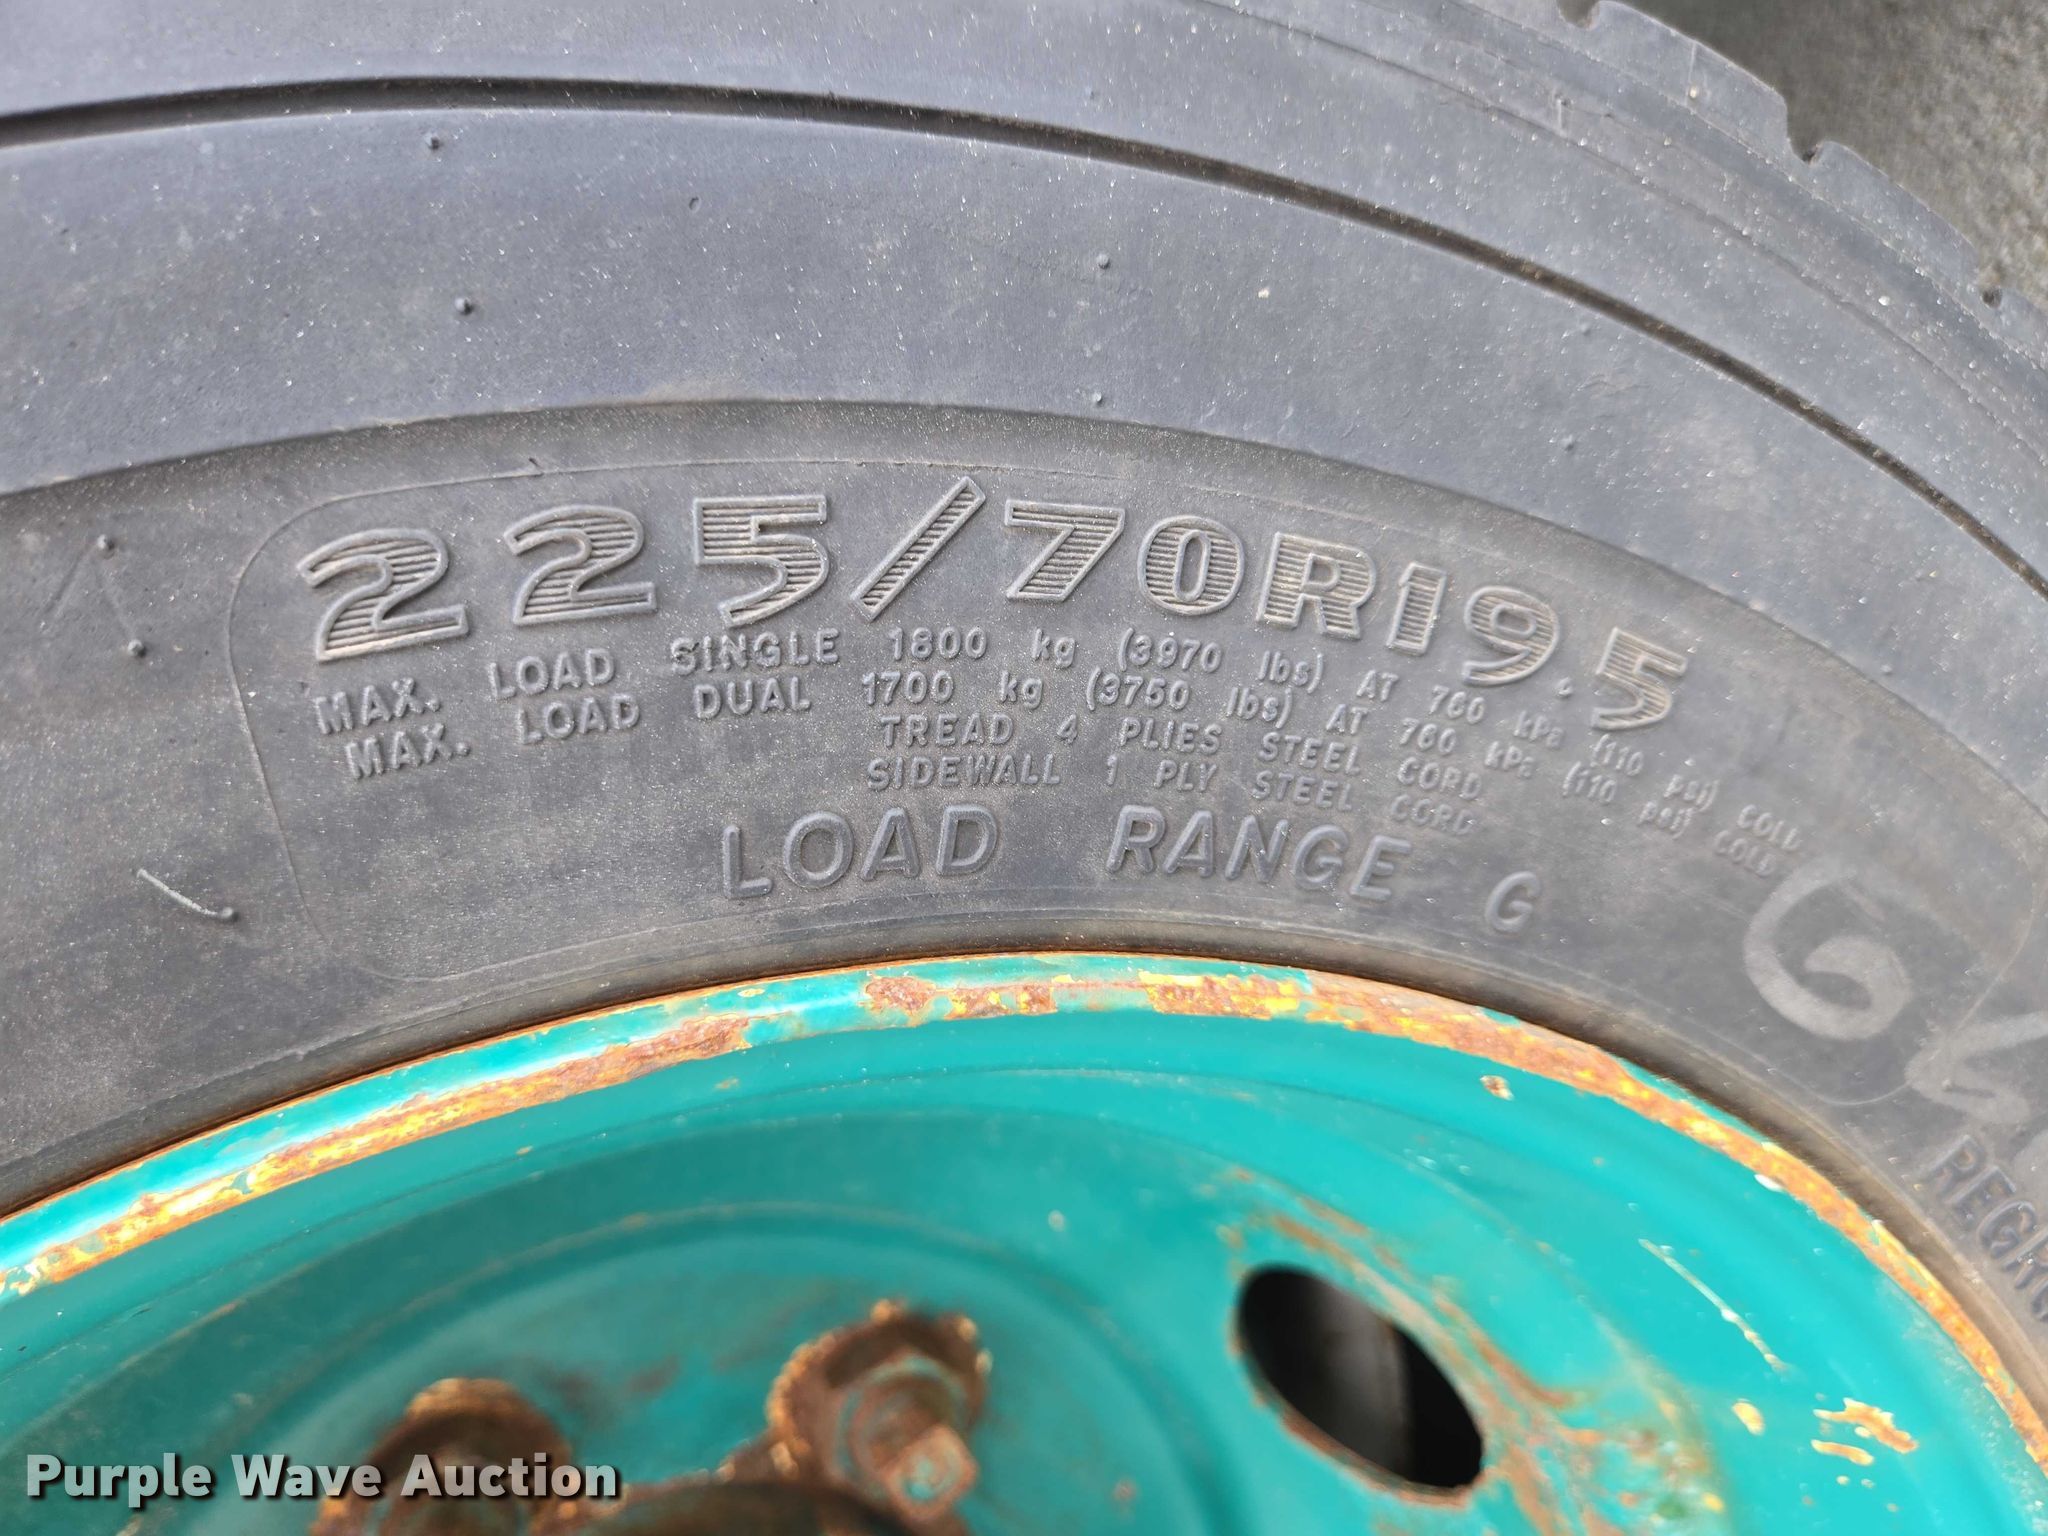 225/70R19.5
MAX. LOAD SINGLE 1800 kg (3970 lbs) AT 760 kPa (110 psi) COLD
MAX. LOAD DUAL 1700 kg (3750 lbs) AT 760 kPa (110 psi) COLD
TREAD 4 PLIES STEEL CORD
SIDEWALL 1 PLY STEEL CORD
LOAD RANGE G
Purple Wave Auction